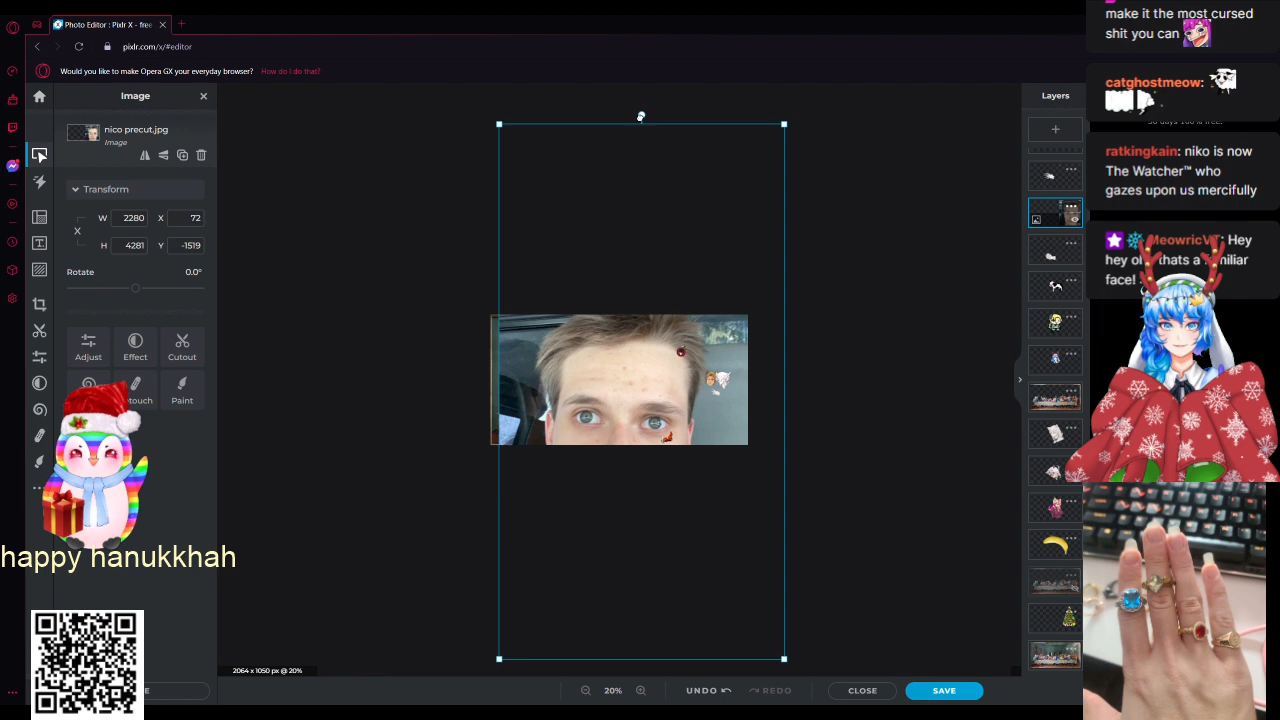 Photo Editor : Pixlr X - free
pixlr.com/x/#editor
Would you like to make Opera GX your everyday browser? How do I do that?
Image
nico precut.jpg
Image
Transform
W 2280 X 72
X
H 4281 Y -1519
Rotate 0.0°
Adjust Effect Cutout
Paint
happy hanukkhah
2064 x 1050 px @ 20%
20%
UNDO REDO
CLOSE
SAVE
Layers
make it the most cursed
shit you can
catghostmeow:
ratkingkain: niko is now
The Watcher™ who
gazes upon us mercifully
Hey